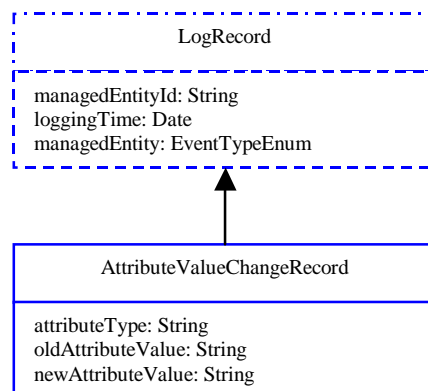 LogRecord
managedEntityId: String
loggingTime: Date
managedEntity: EventTypeEnum
AttributeValueChangeRecord
attributeType: String
oldAttributeValue: String
newAttributeValue: String